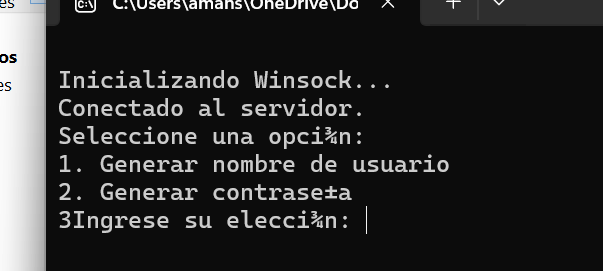 es
C:\Users\amans\OneDrive\Do
os
es
Inicializando Winsock...
Conectado al servidor.
Seleccione una opci¾n:
1. Generar nombre de usuario
2. Generar contrase±a
3Ingrese su elecci¾n: